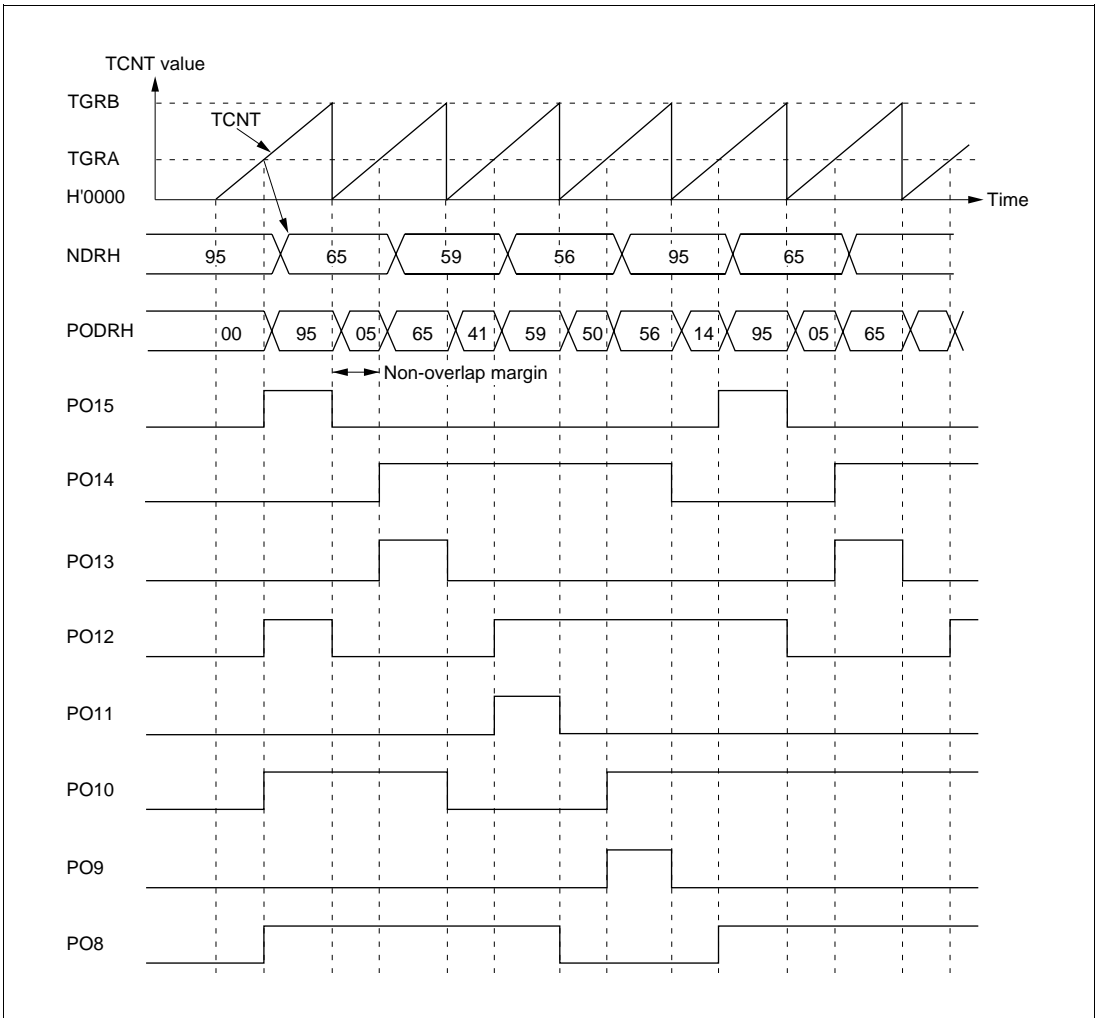 TCNT value
TGRB
TCNT
TGRA
H'0000
Time
NDRH 95 65 59 56 95 65
PODRH 00 95 05 65 41 59 50 56 14 95 05 65
Non-overlap margin
PO15
PO14
PO13
PO12
PO11
PO10
PO9
PO8